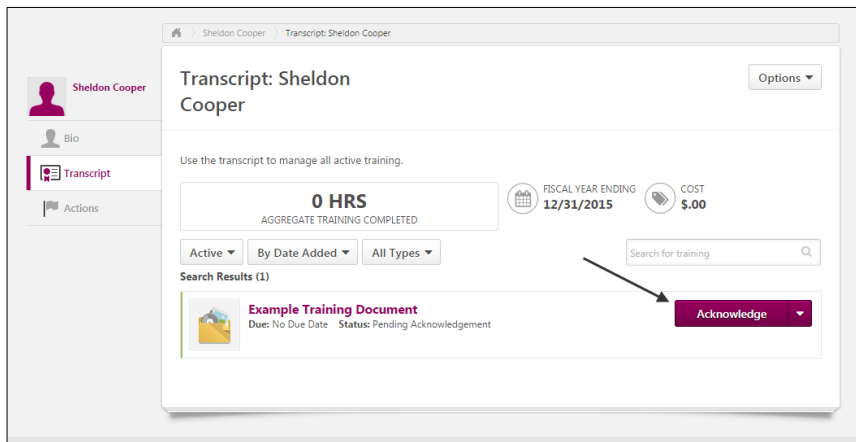 Sheldon Cooper Transcript: Sheldon Cooper
Sheldon Cooper
Bio
Transcript
Actions
Transcript: Sheldon
Cooper
Options
Use the transcript to manage all active training.
0 HRS
AGGREGATE TRAINING COMPLETED
FISCAL YEAR ENDING
12/31/2015
COST
$.00
Active
By Date Added
All Types
Search for training
Search Results (1)
Example Training Document
Due: No Due Date Status: Pending Acknowledgement
Acknowledge